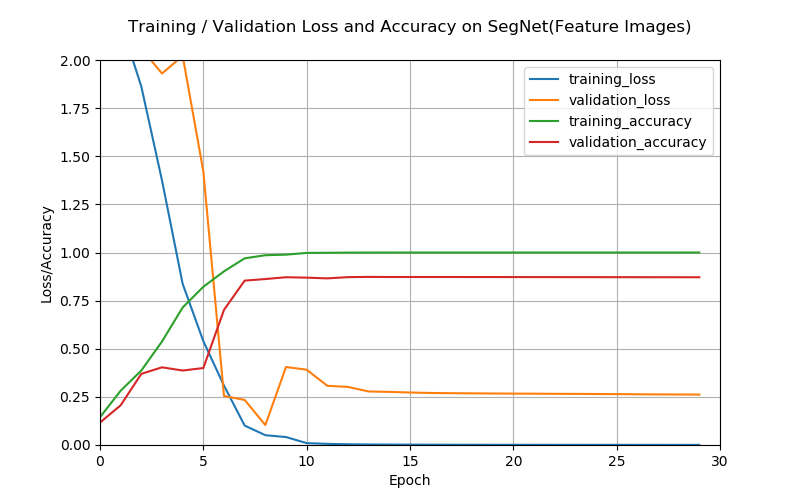 Training / Validation Loss and Accuracy on SegNet(Feature Images)
2.00
1.75
1.50
1.25
1.00
0.75
0.50
0.25
0.00
Loss/Accuracy
training_loss
validation_loss
training_accuracy
validation_accuracy
0 5 10 15 20 25 30
Epoch